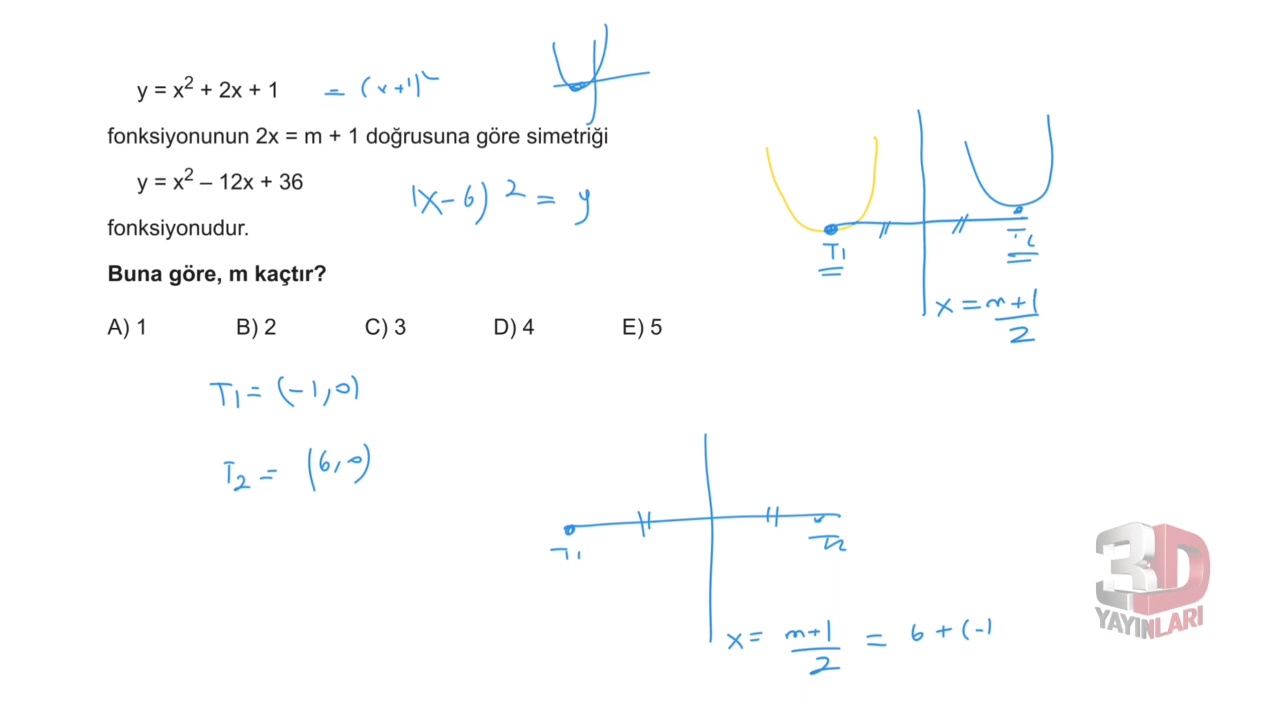 y = x² + 2x + 1 = (x+1)²
fonksiyonunun 2x = m + 1 doğrusuna göre simetriği
y = x² – 12x + 36
(x-6)² = y
fonksiyonudur.
Buna göre, m kaçtır?
A) 1 B) 2 C) 3 D) 4 E) 5
T1 T2
x = m+1
2
T1 = (-1,0)
T2 = (6,0)
T1 T2
x = m+1 = 6 + (-1
2
3D
YAYINLARI